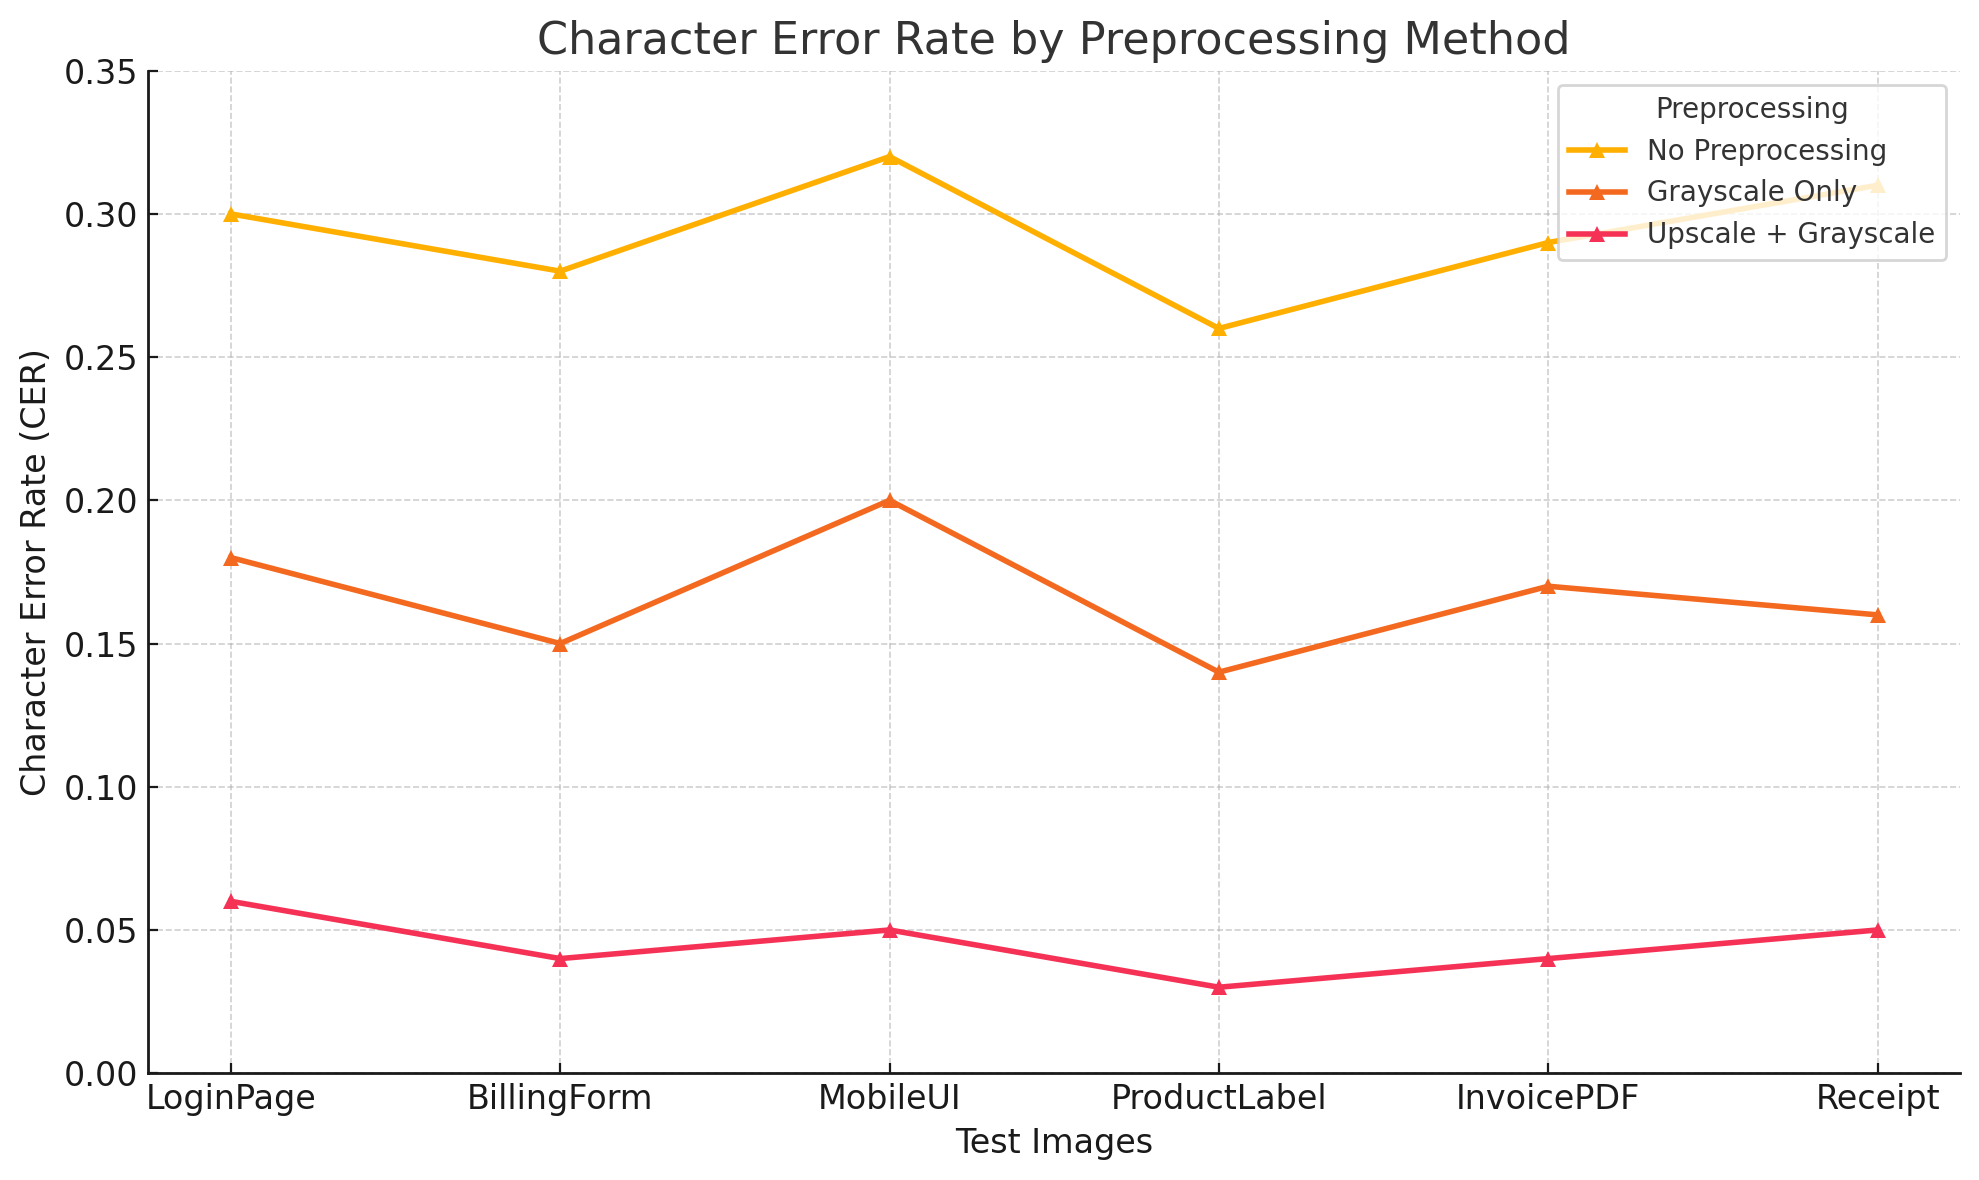 Character Error Rate by Preprocessing Method
Character Error Rate (CER)
0.35
0.30
0.25
0.20
0.15
0.10
0.05
0.00
Preprocessing
No Preprocessing
Grayscale Only
Upscale + Grayscale
LoginPage BillingForm MobileUI ProductLabel InvoicePDF Receipt
Test Images